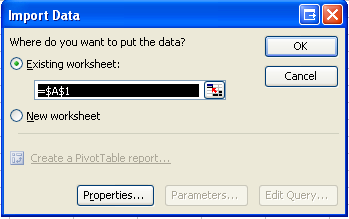 Import Data
Where do you want to put the data?
OK
Existing worksheet:
Cancel
=$A$1
New worksheet
Create a PivotTable report...
Properties...
Parameters...
Edit Query...